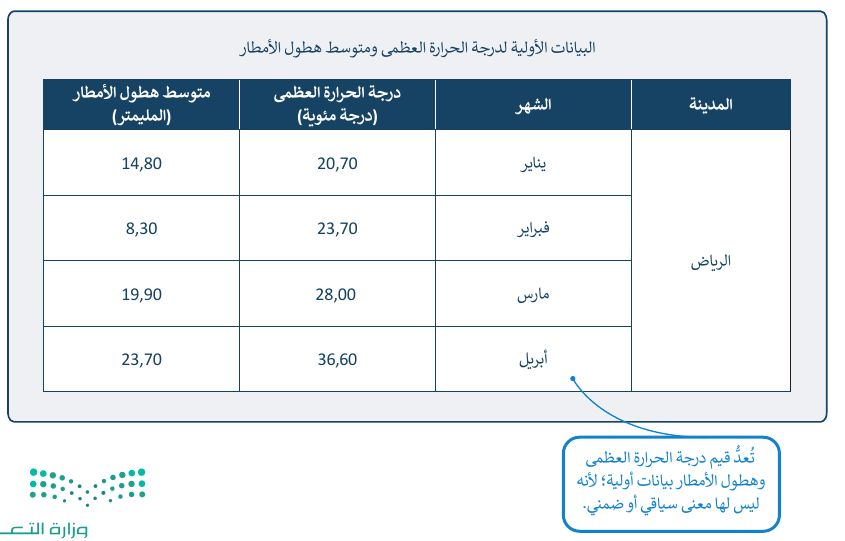 البيانات الأولية لدرجة الحرارة العظمى ومتوسط هطول الأمطار
المدينة الشهر درجة الحرارة العظمى (درجة مئوية) متوسط هطول الأمطار (المليمتر)
الرياض
يناير 20,70 14,80
فبراير 23,70 8,30
مارس 28,00 19,90
أبريل 36,60 23,70
تُعدُّ قيم درجة الحرارة العظمى
وهطول الأمطار بيانات أولية؛ لأنه
ليس لها معنى سياقي أو ضمني.
وزارة التعـ